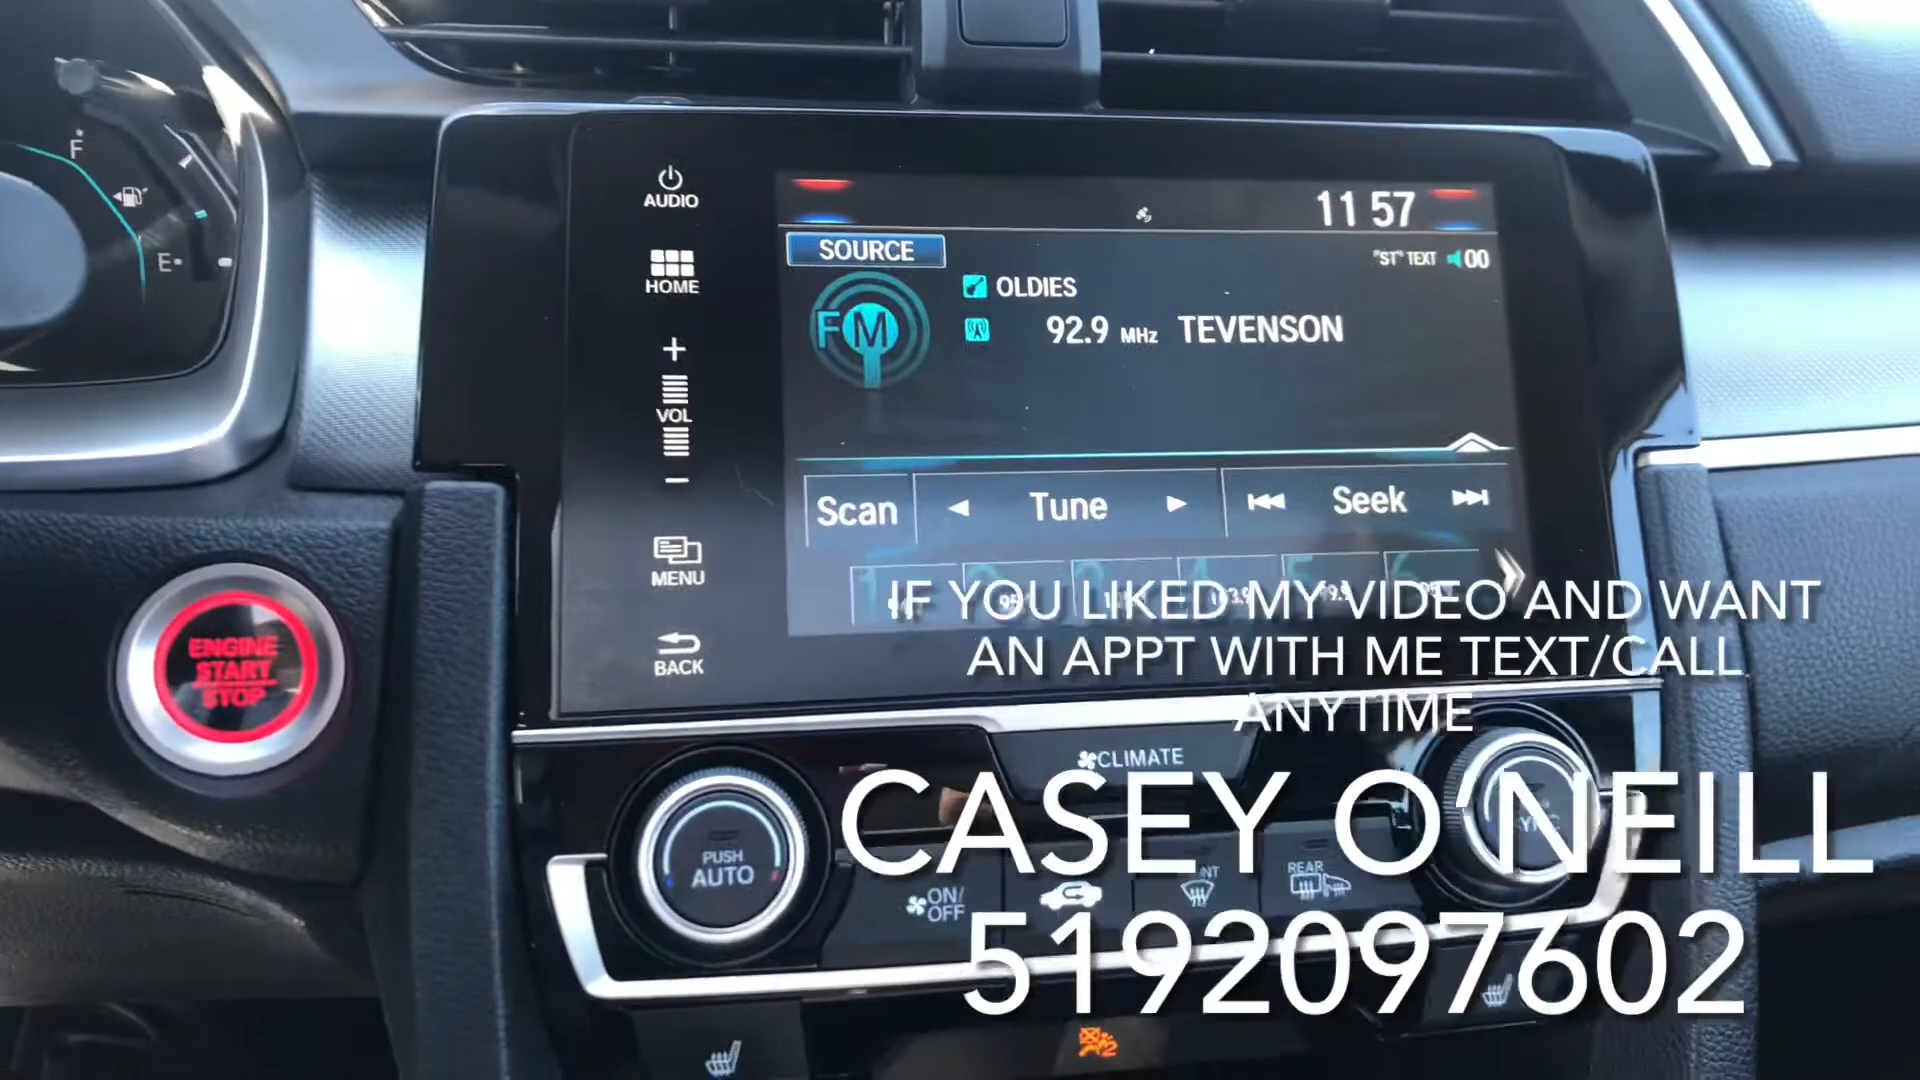 F
E
AUDIO
HOME
+
VOL
-
MENU
BACK
11 57
SOURCE
"ST" TEXT 00
FM
OLDIES
92.9 MHz TEVENSON
Scan
Tune
Seek
ENGINE
START
STOP
IF YOU LIKED MY VIDEO AND WANT
AN APPT WITH ME TEXT/CALL
ANYTIME
CASEY O'NEILL
5192097602
CLIMATE
PUSH
AUTO
ON/
OFF
REAR